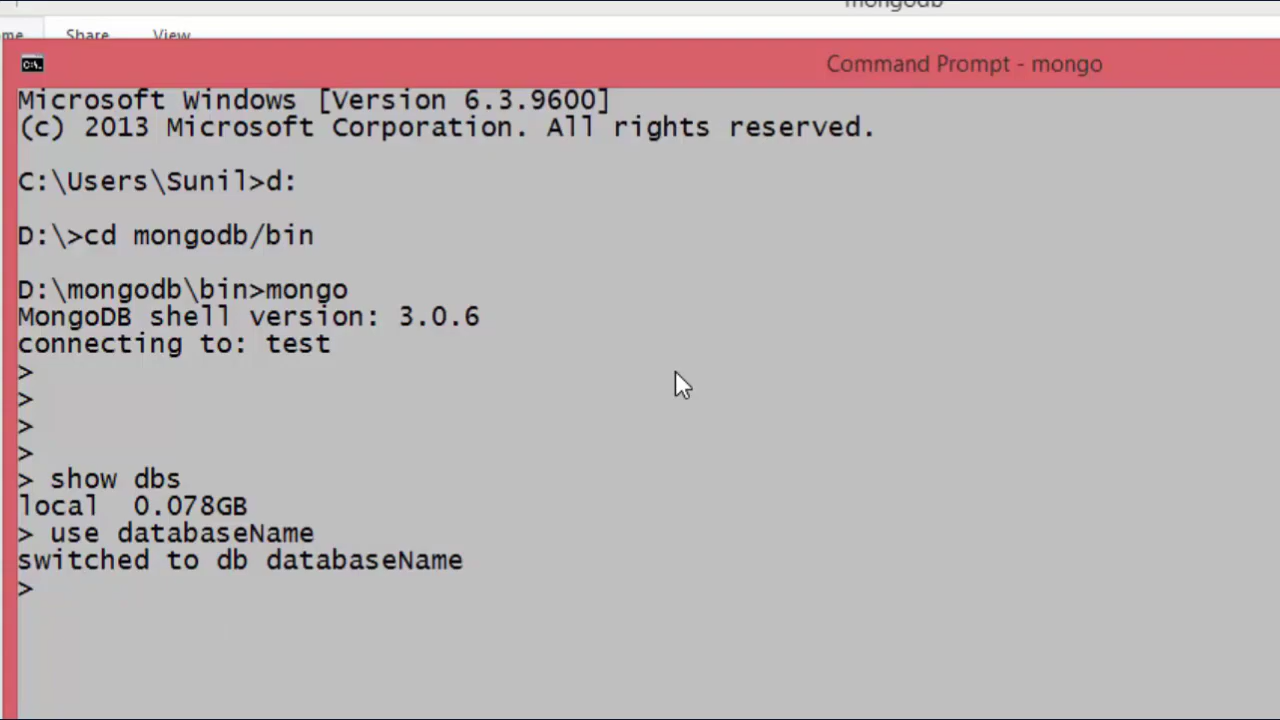 mongodb
Share View
Command Prompt - mongo
Microsoft Windows [Version 6.3.9600]
(c) 2013 Microsoft Corporation. All rights reserved.
C:\Users\Sunil>d:
D:\>cd mongodb/bin
D:\mongodb\bin>mongo
MongoDB shell version: 3.0.6
connecting to: test
>
>
>
>
> show dbs
local 0.078GB
> use databaseName
switched to db databaseName
>